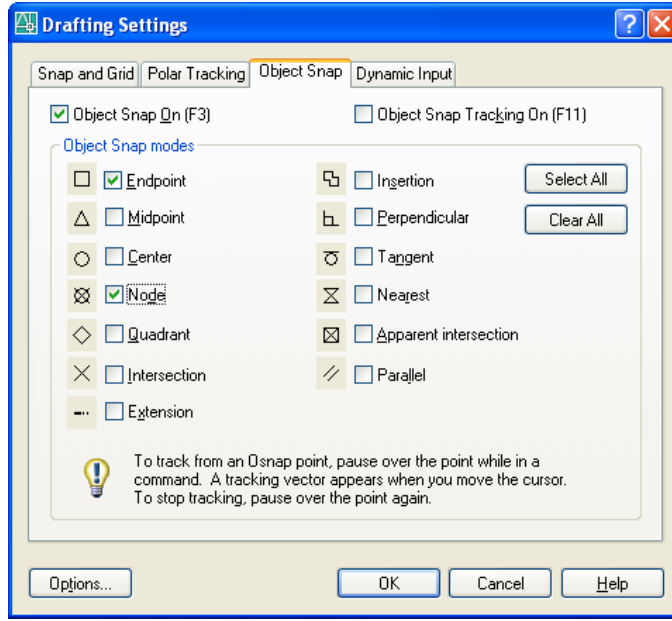 Drafting Settings
Snap and Grid Polar Tracking Object Snap Dynamic Input
Object Snap On (F3) Object Snap Tracking On (F11)
Object Snap modes
Endpoint Insertion Select All
Midpoint Perpendicular Clear All
Center Tangent
Node Nearest
Quadrant Apparent intersection
Intersection Parallel
Extension
To track from an Osnap point, pause over the point while in a
command. A tracking vector appears when you move the cursor.
To stop tracking, pause over the point again.
Options... OK Cancel Help